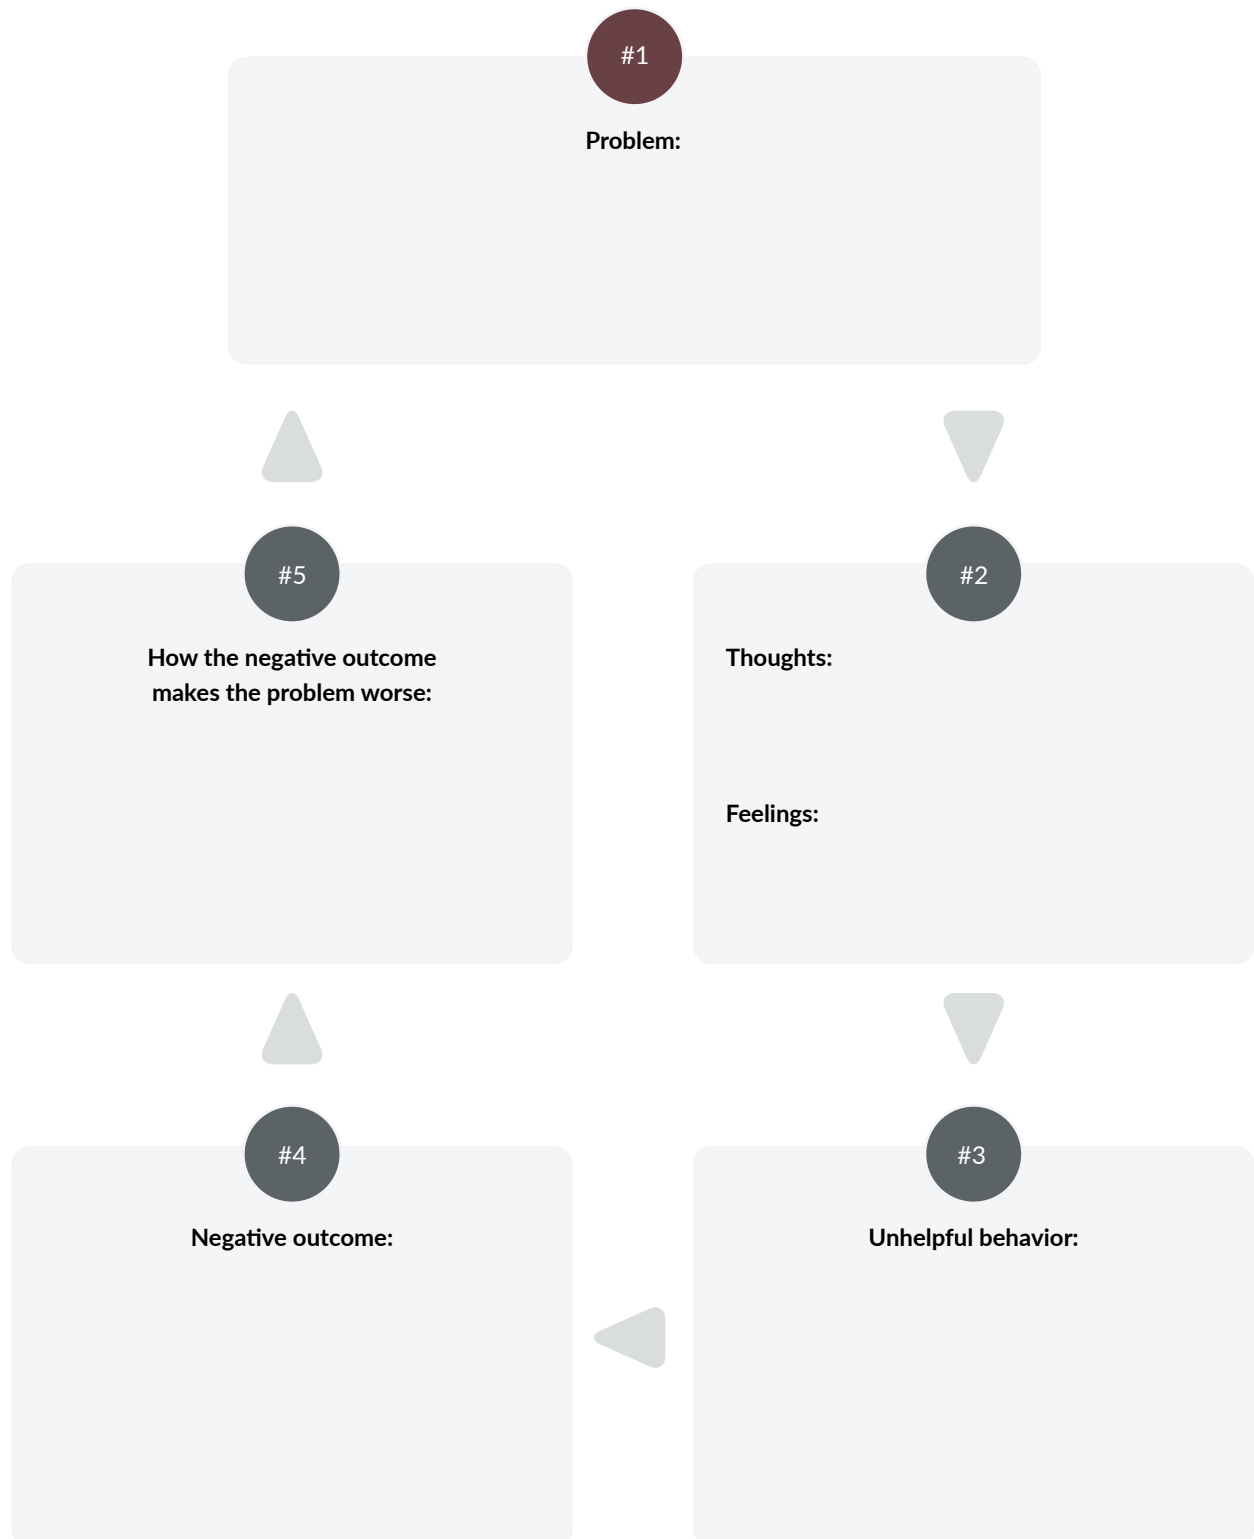 #1
Problem:
#2
Thoughts:
Feelings:
#3
Unhelpful behavior:
#4
Negative outcome:
#5
How the negative outcome
makes the problem worse: